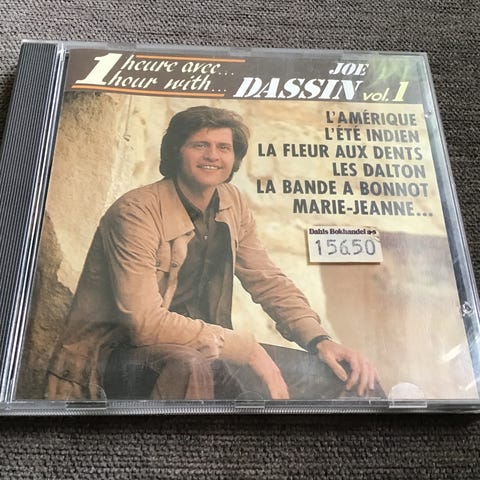 1 heure avec...
hour with...
JOE
DASSIN vol.1
L'AMÉRIQUE
L'ÉTÉ INDIEN
LA FLEUR AUX DENTS
LES DALTON
LA BANDE A BONNOT
MARIE-JEANNE...
Dahls Bokhandel a·s
15650